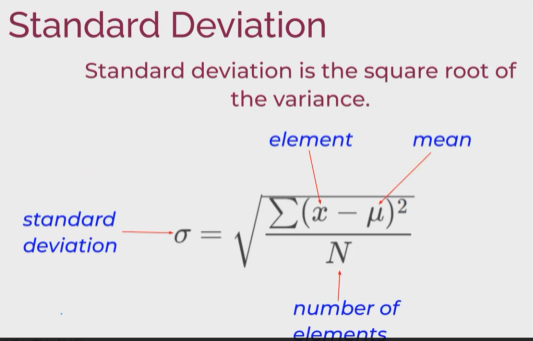 Standard Deviation
Standard deviation is the square root of
the variance.
element mean
standard
deviation
σ = √(∑(x − μ)² / N)
number of
elements